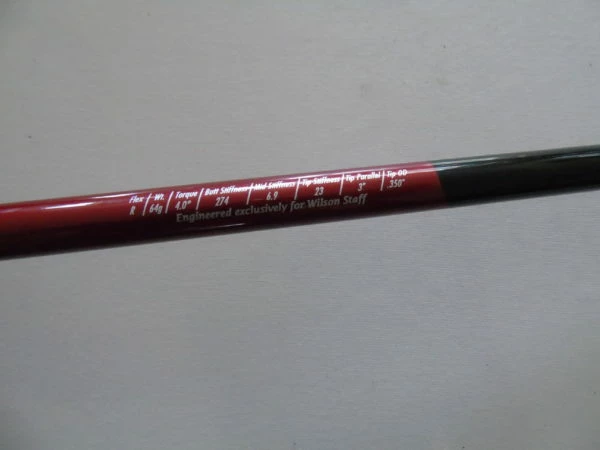 Flex / Wt. / Torque / Butt Stiffness / Mid Stiffness / Tip Stiffness / Tip Parallel / Tip OD
R / 64g / 4.0° / 274 / 6.9 / 23 / 3" / .350"
Engineered exclusively for Wilson Staff